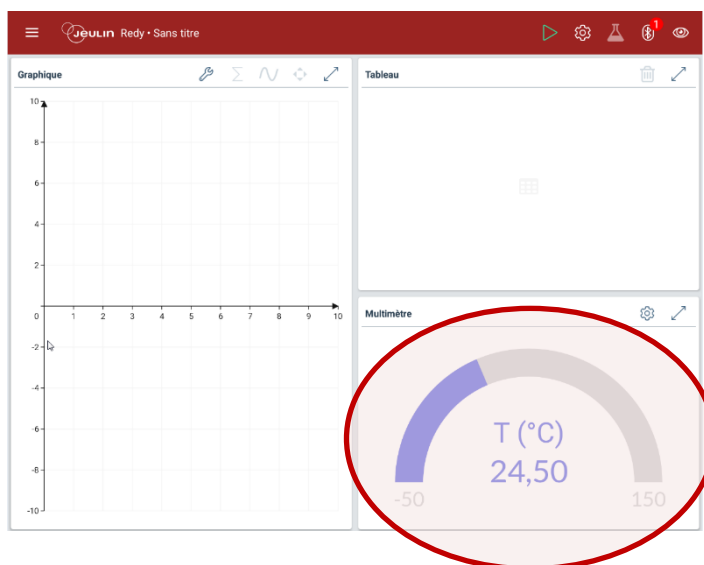 Jeulin Redy • Sans titre
1
Graphique
10
8
6
4
2
0 1 2 3 4 5 6 7 8 9 10
-2
-4
-6
-8
-10
Tableau
Multimètre
T (°C)
24,50
-50 150